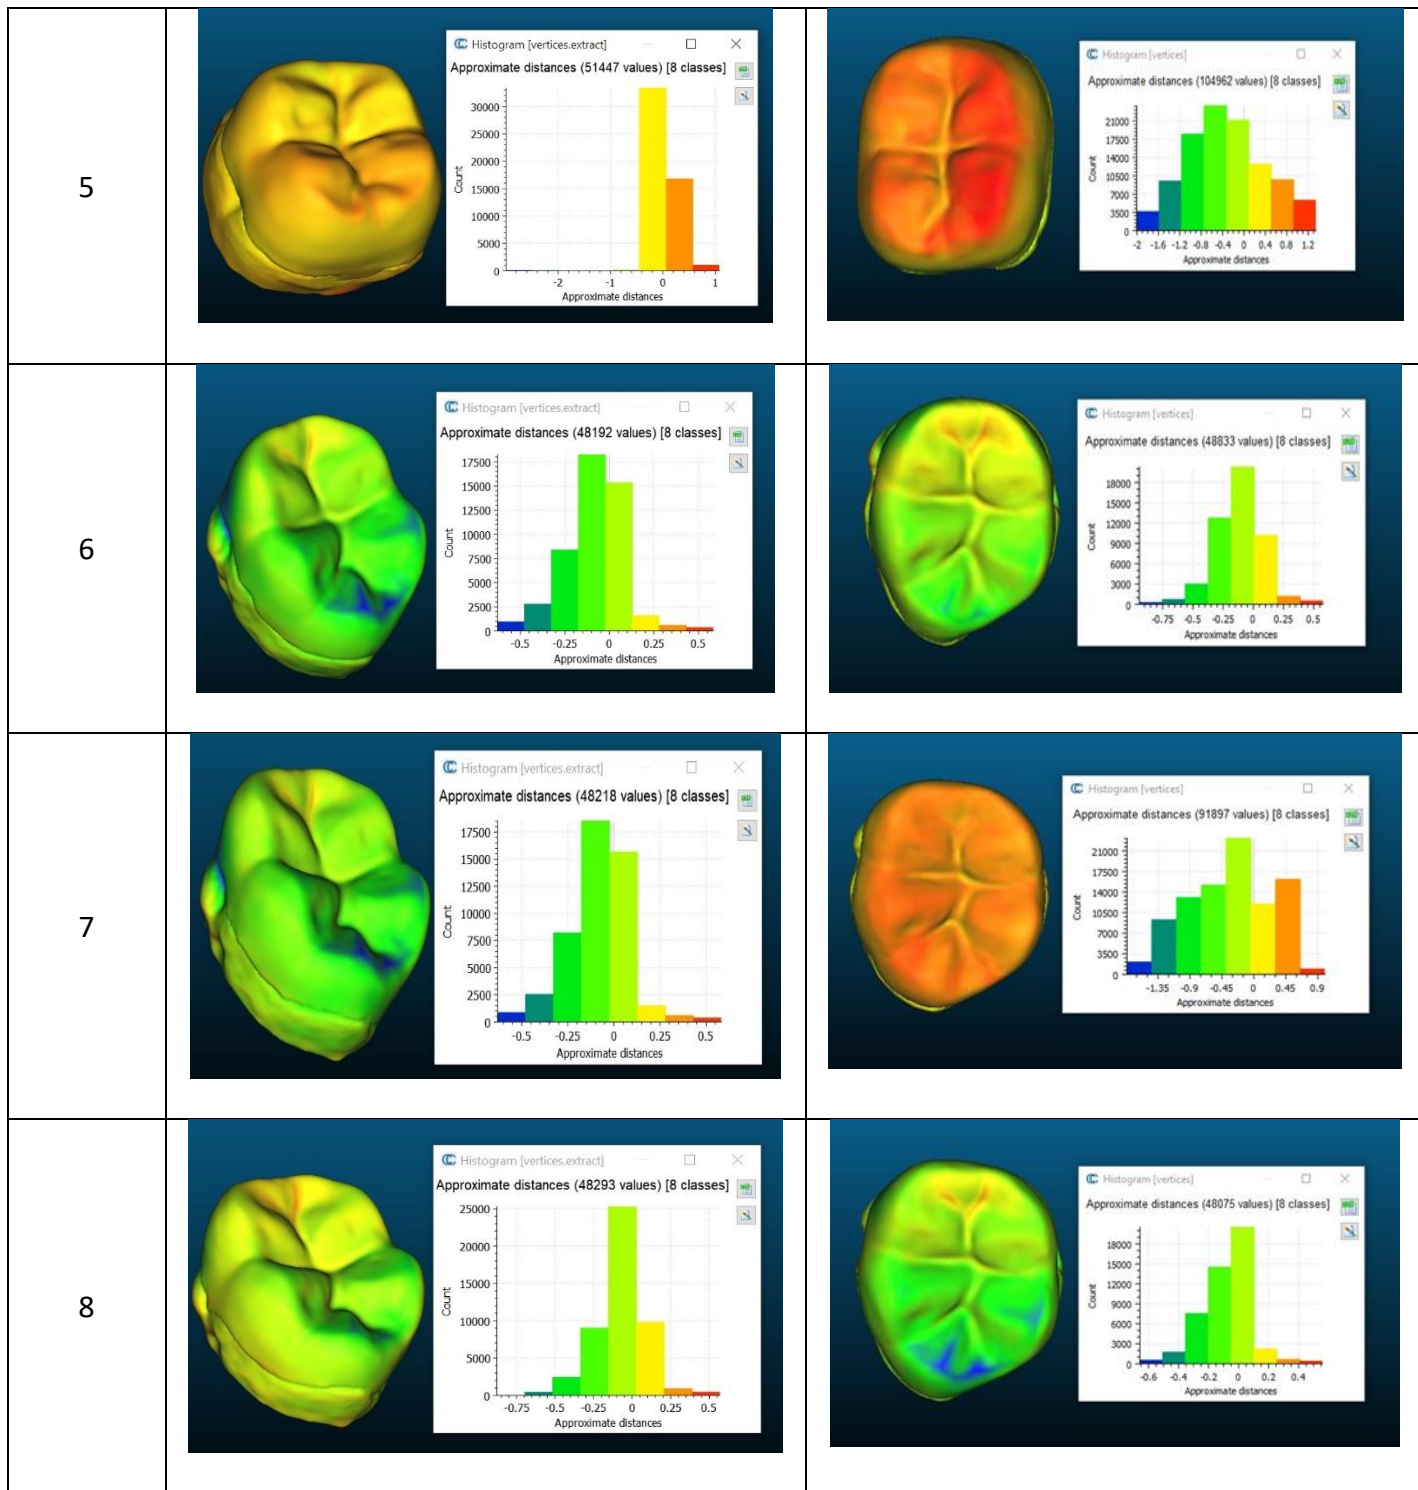 5
Histogram [vertices.extract]
Approximate distances (51447 values) [8 classes]
Count
30000
25000
20000
15000
10000
5000
0
-2 -1 0 1
Approximate distances
Histogram [vertices]
Approximate distances (104962 values) [8 classes]
Count
21000
17500
14000
10500
7000
3500
0
-2 -1.6 -1.2 -0.8 -0.4 0 0.4 0.8 1.2
Approximate distances
6
Histogram [vertices.extract]
Approximate distances (48192 values) [8 classes]
Count
17500
15000
12500
10000
7500
5000
2500
0
-0.5 -0.25 0 0.25 0.5
Approximate distances
Histogram [vertices]
Approximate distances (48833 values) [8 classes]
Count
18000
15000
12000
9000
6000
3000
0
-0.75 -0.5 -0.25 0 0.25 0.5
Approximate distances
7
Histogram [vertices.extract]
Approximate distances (48218 values) [8 classes]
Count
17500
15000
12500
10000
7500
5000
2500
0
-0.5 -0.25 0 0.25 0.5
Approximate distances
Histogram [vertices]
Approximate distances (91897 values) [8 classes]
Count
21000
17500
14000
10500
7000
3500
0
-1.35 -0.9 -0.45 0 0.45 0.9
Approximate distances
8
Histogram [vertices.extract]
Approximate distances (48293 values) [8 classes]
Count
25000
20000
15000
10000
5000
0
-0.75 -0.5 -0.25 0 0.25 0.5
Approximate distances
Histogram [vertices]
Approximate distances (48075 values) [8 classes]
Count
18000
15000
12000
9000
6000
3000
0
-0.6 -0.4 -0.2 0 0.2 0.4
Approximate distances